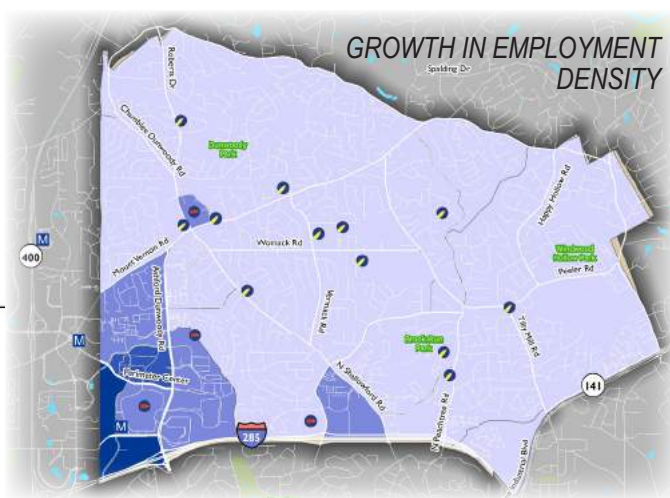 GROWTH IN EMPLOYMENT
DENSITY
Spalding Dr
Roberts Dr
Chamblee Dunwoody Rd
Dunwoody
Park
Happy Hollow Rd
Womack Rd
Windwood
Hollow Park
Mount Vernon Rd
400
M
Peeler Rd
Ashford Dunwoody Rd
Vermack Rd
Tilly Mill Rd
M
Brook Run
Park
Perimeter Center
N Shallowford Rd
141
N Peachtree Rd
M
285
Industrial Blvd